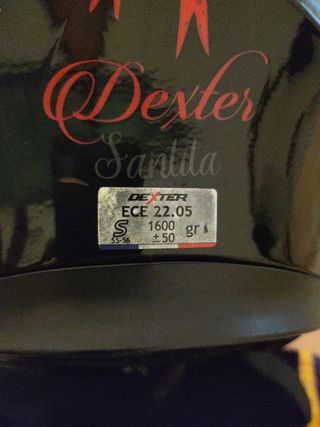 Dexter
Santila
DEXTER
ECE 22.05
S 1600 gr
55-56 ±50